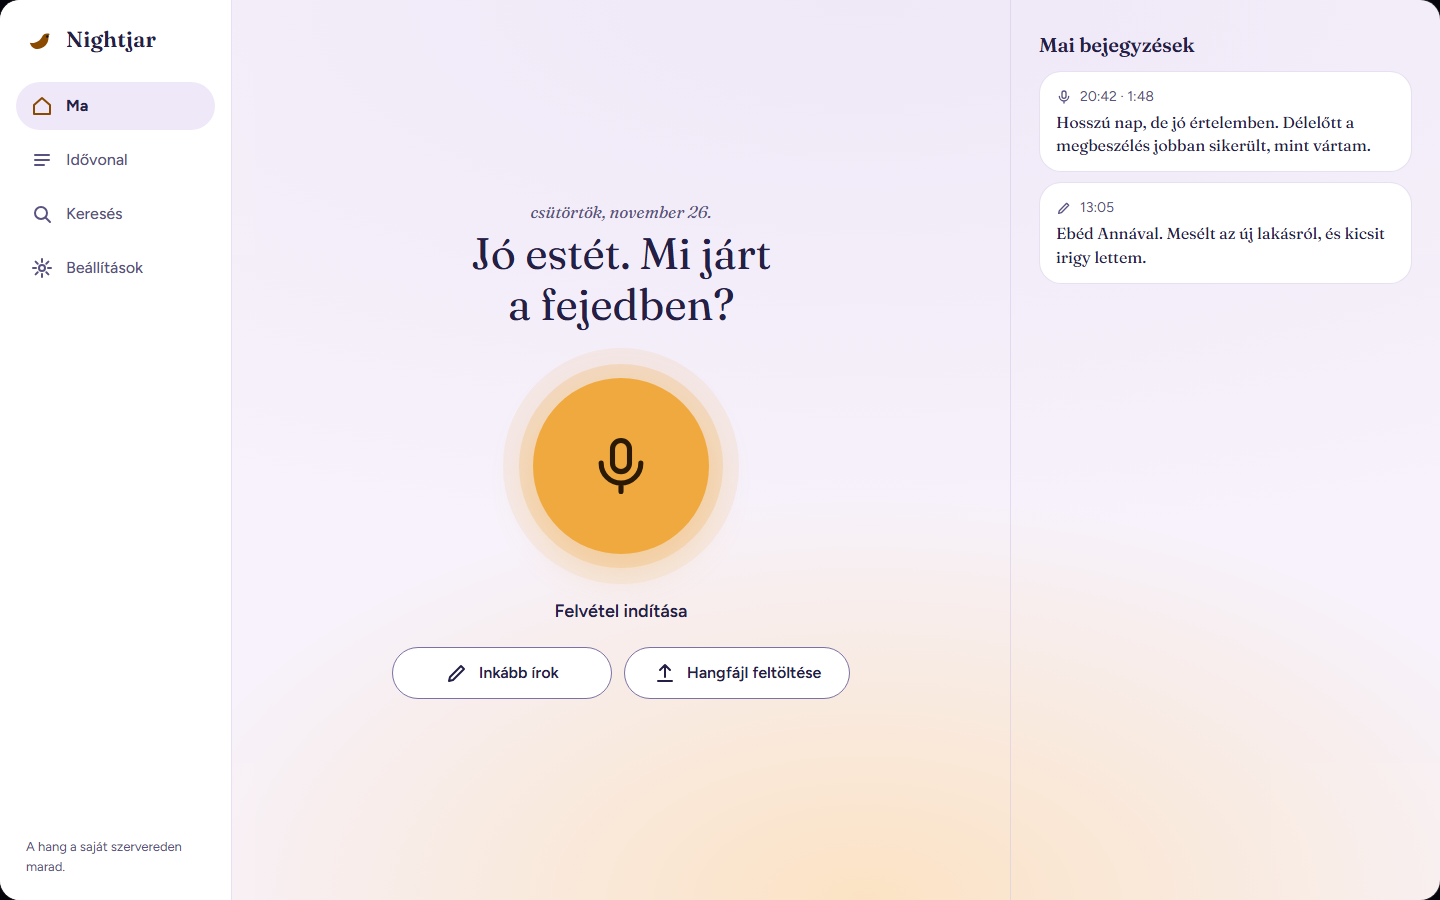 Nightjar
Ma
Idővonal
Keresés
Beállítások
A hang a saját szervereden
marad.
csütörtök, november 26.
Jó estét. Mi járt
a fejedben?
Felvétel indítása
Inkább írok
Hangfájl feltöltése
Mai bejegyzések
20:42 · 1:48
Hosszú nap, de jó értelemben. Délelőtt a
megbeszélés jobban sikerült, mint vártam.
13:05
Ebéd Annával. Mesélt az új lakásról, és kicsit
irigy lettem.